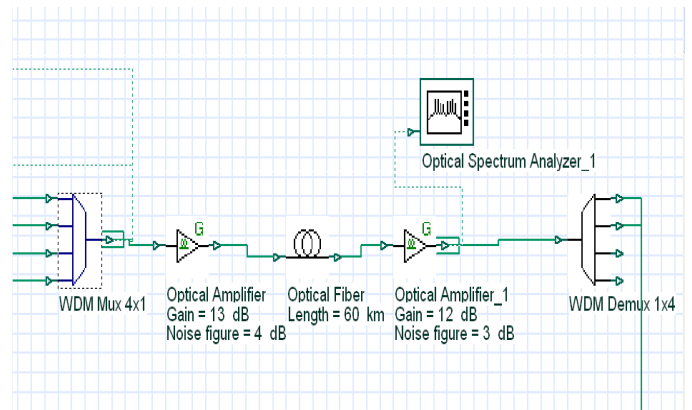 Optical Spectrum Analyzer_1
G
G
WDM Mux 4x1
Optical Amplifier
Gain = 13 dB
Noise figure = 4 dB
Optical Fiber
Length = 60 km
Optical Amplifier_1
Gain = 12 dB
Noise figure = 3 dB
WDM Demux 1x4